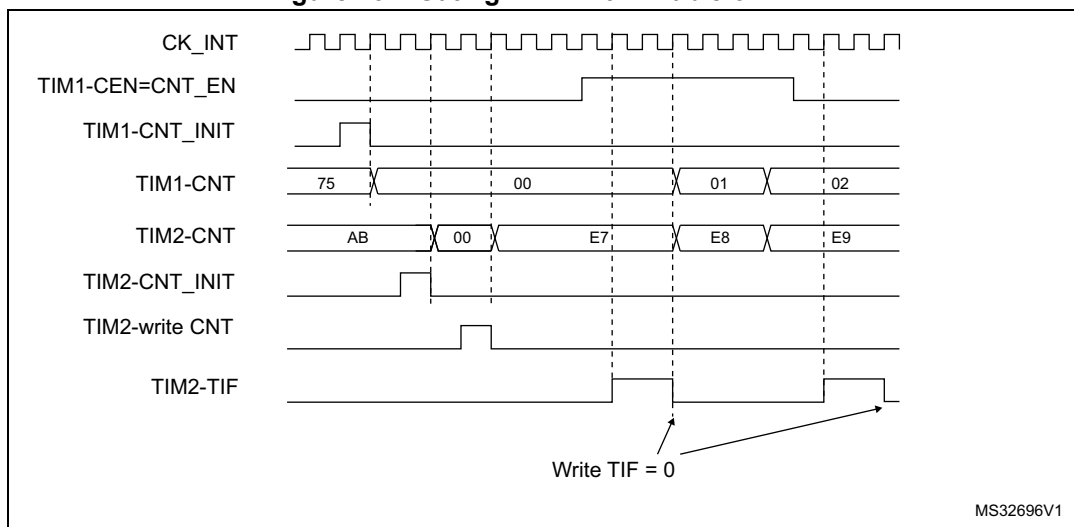 CK_INT
TIM1-CEN=CNT_EN
TIM1-CNT_INIT
TIM1-CNT 75 00 01 02
TIM2-CNT AB 00 E7 E8 E9
TIM2-CNT_INIT
TIM2-write CNT
TIM2-TIF
Write TIF = 0
MS32696V1